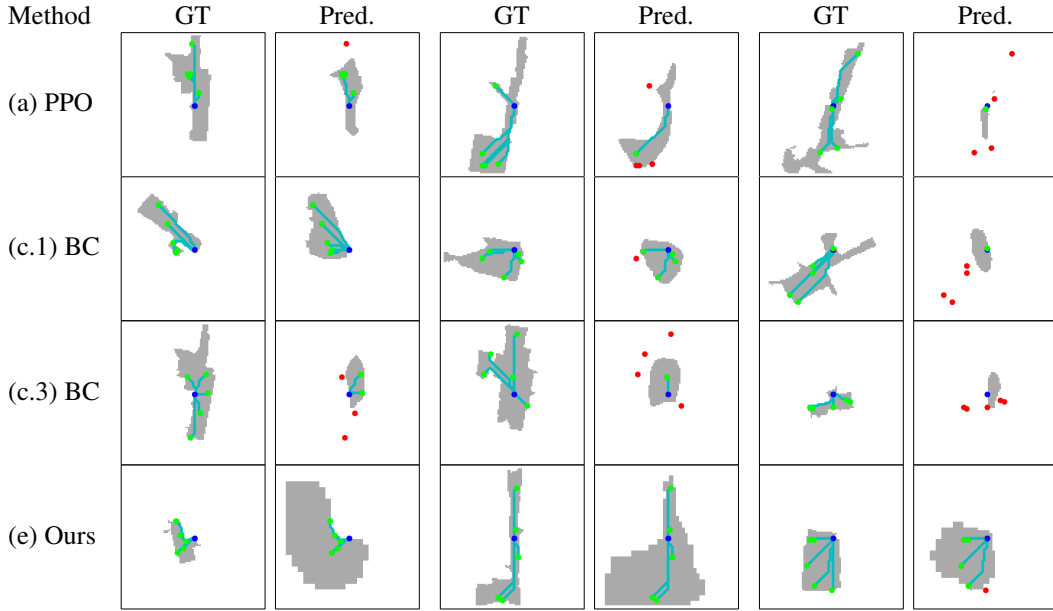 Method GT Pred. GT Pred. GT Pred.
(a) PPO
(c.1) BC
(c.3) BC
(e) Ours